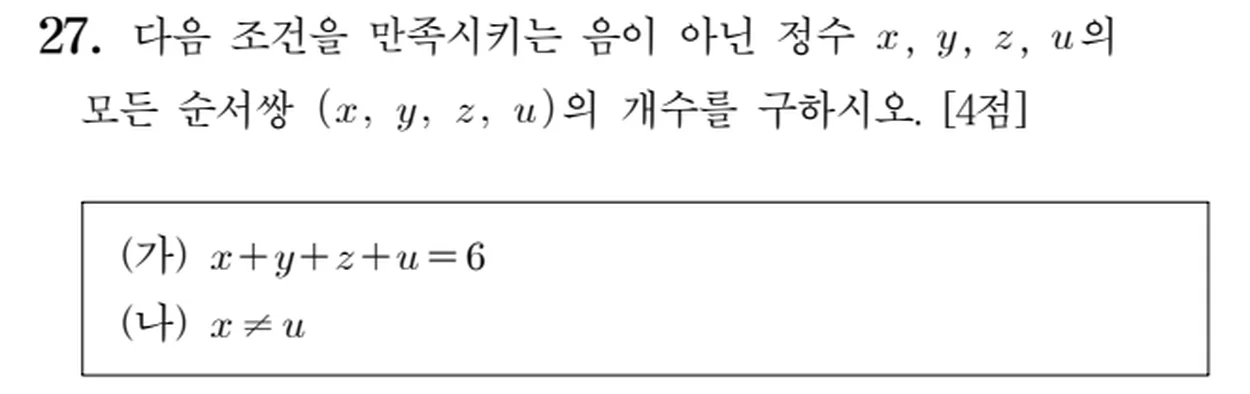 27. 다음 조건을 만족시키는 음이 아닌 정수 x, y, z, u의
모든 순서쌍 (x, y, z, u)의 개수를 구하시오. [4점]
(가) x+y+z+u=6
(나) x≠u